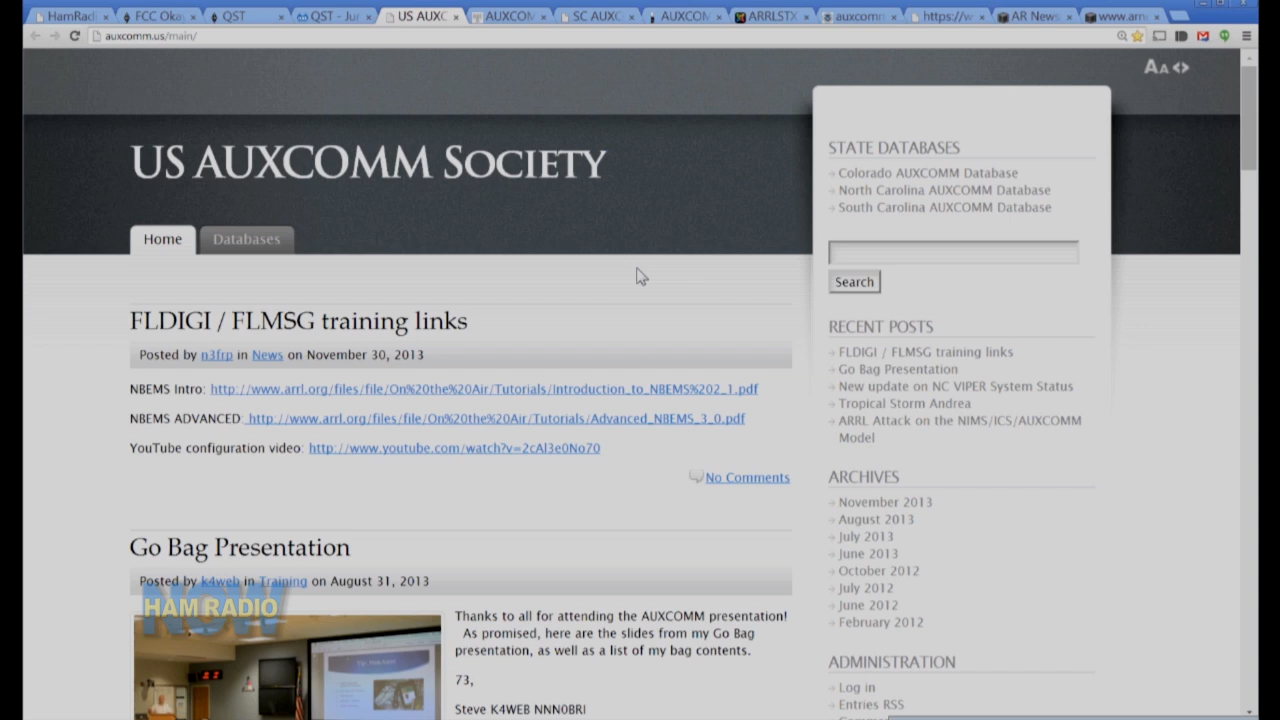 HamRadi
FCC Oka
QST
QST - Jur
US AUXC
AUXCOM
SC AUXC
AUXCOM
ARRLSTX
auxcomm
https://w
AR News
www.arn
auxcomm.us/main/
AA<>
US AUXCOMM Society
Home
Databases
FLDIGI / FLMSG training links
Posted by n3frp in News on November 30, 2013
NBEMS Intro: http://www.arrl.org/files/file/On%20the%20Air/Tutorials/Introduction_to_NBEMS%202_1.pdf
NBEMS ADVANCED: http://www.arrl.org/files/file/On%20the%20Air/Tutorials/Advanced_NBEMS_3_0.pdf
YouTube configuration video: http://www.youtube.com/watch?v=2cAl3e0No70
No Comments
Go Bag Presentation
Posted by k4web in Training on August 31, 2013
NOW
HAM RADIO
Thanks to all for attending the AUXCOMM presentation!
As promised, here are the slides from my Go Bag
presentation, as well as a list of my bag contents.
73,
Steve K4WEB NNN0BRI
STATE DATABASES
Colorado AUXCOMM Database
North Carolina AUXCOMM Database
South Carolina AUXCOMM Database
Search
RECENT POSTS
FLDIGI / FLMSG training links
Go Bag Presentation
New update on NC VIPER System Status
Tropical Storm Andrea
ARRL Attack on the NIMS/ICS/AUXCOMM
Model
ARCHIVES
November 2013
August 2013
July 2013
June 2013
October 2012
July 2012
June 2012
February 2012
ADMINISTRATION
Log in
Entries RSS